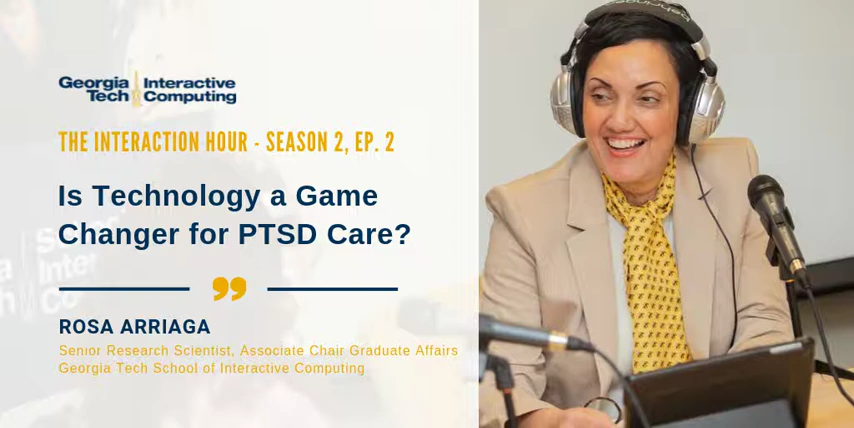 Georgia Tech
Interactive Computing
THE INTERACTION HOUR - SEASON 2, EP. 2
Is Technology a Game
Changer for PTSD Care?
ROSA ARRIAGA
Senior Research Scientist, Associate Chair Graduate Affairs
Georgia Tech School of Interactive Computing
behringer